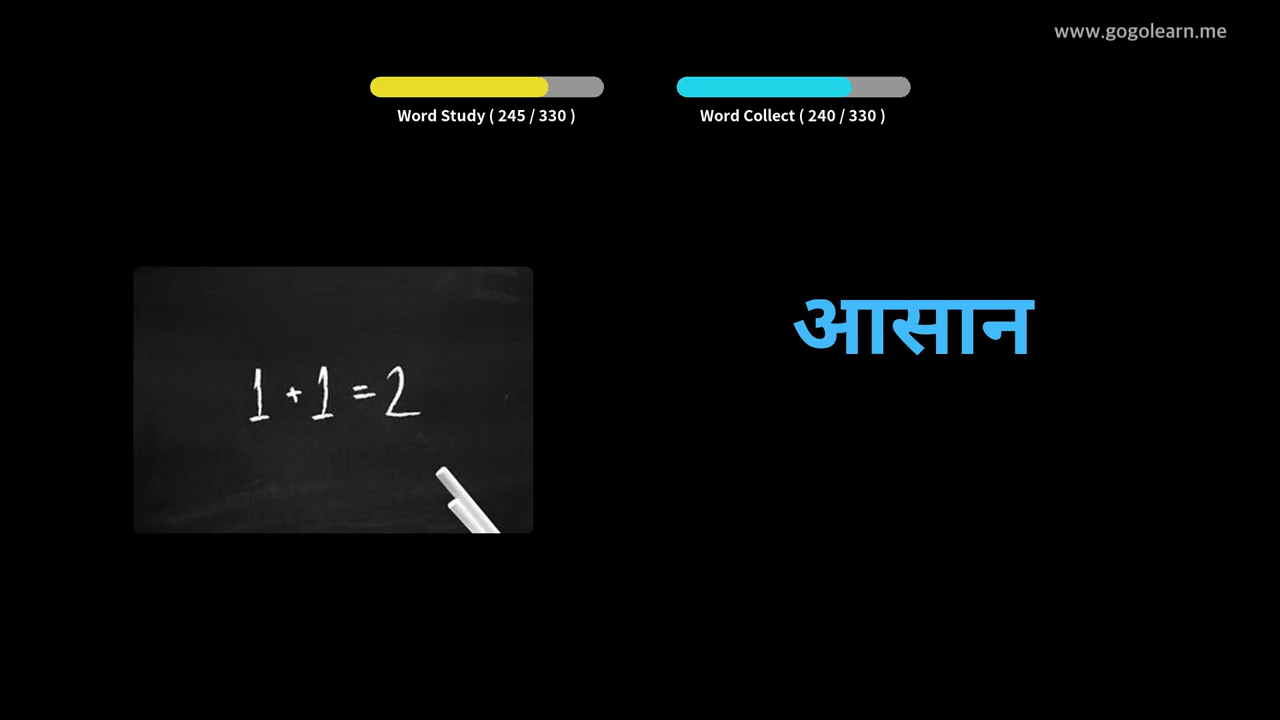 www.gogolearn.me
Word Study ( 245 / 330 )
Word Collect ( 240 / 330 )
1 + 1 = 2
आसान